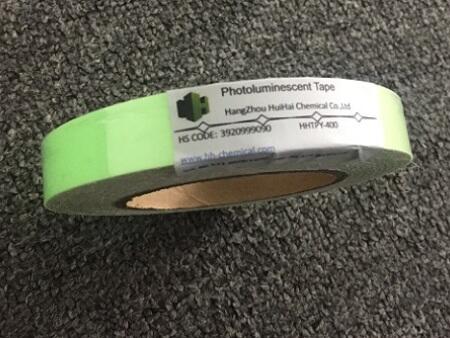 Photoluminescent Tape
HangZhou HuiHai Chemical Co.,Ltd
HS CODE: 3920999090 HHTPY-400
www.hh-chemical.com